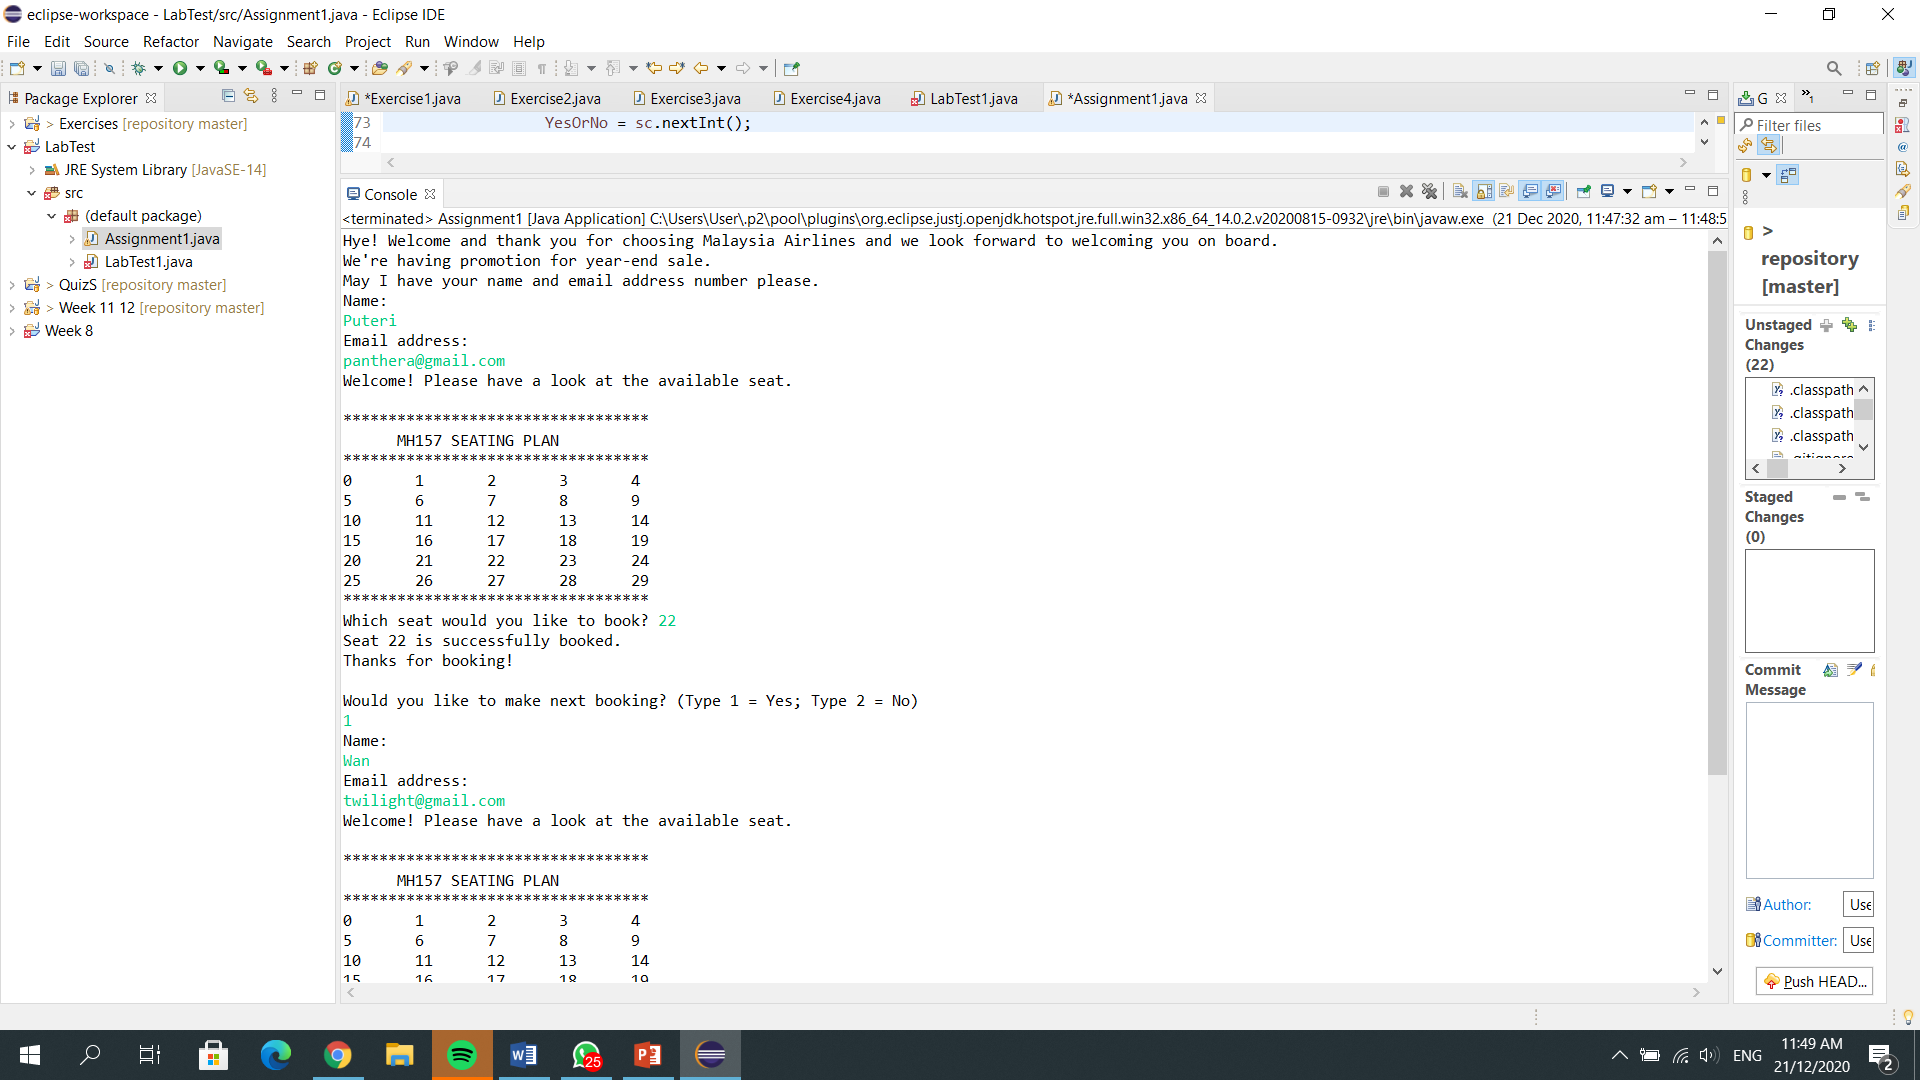 eclipse-workspace - LabTest/src/Assignment1.java - Eclipse IDE
File Edit Source Refactor Navigate Search Project Run Window Help
Package Explorer
> Exercises [repository master]
LabTest
JRE System Library [JavaSE-14]
src
(default package)
Assignment1.java
LabTest1.java
> QuizS [repository master]
> Week 11 12 [repository master]
Week 8
*Exercise1.java Exercise2.java Exercise3.java Exercise4.java LabTest1.java *Assignment1.java
73 YesOrNo = sc.nextInt();
74
Console
<terminated> Assignment1 [Java Application] C:\Users\User\.p2\pool\plugins\org.eclipse.justj.openjdk.hotspot.jre.full.win32.x86_64_14.0.2.v20200815-0932\jre\bin\javaw.exe (21 Dec 2020, 11:47:32 am – 11:48:5
Hye! Welcome and thank you for choosing Malaysia Airlines and we look forward to welcoming you on board.
We're having promotion for year-end sale.
May I have your name and email address number please.
Name:
Puteri
Email address:
panthera@gmail.com
Welcome! Please have a look at the available seat.
**********************************
MH157 SEATING PLAN
**********************************
0 1 2 3 4
5 6 7 8 9
10 11 12 13 14
15 16 17 18 19
20 21 22 23 24
25 26 27 28 29
**********************************
Which seat would you like to book? 22
Seat 22 is successfully booked.
Thanks for booking!
Would you like to make next booking? (Type 1 = Yes; Type 2 = No)
1
Name:
Wan
Email address:
twilight@gmail.com
Welcome! Please have a look at the available seat.
**********************************
MH157 SEATING PLAN
**********************************
0 1 2 3 4
5 6 7 8 9
10 11 12 13 14
15 16 17 18 19
G
»1
Filter files
>
repository
[master]
Unstaged
Changes
(22)
.classpath
.classpath
.classpath
.gitignore
Staged
Changes
(0)
Commit
Message
Author: Use
Committer: Use
Push HEAD...
25
ENG
11:49 AM
21/12/2020
2